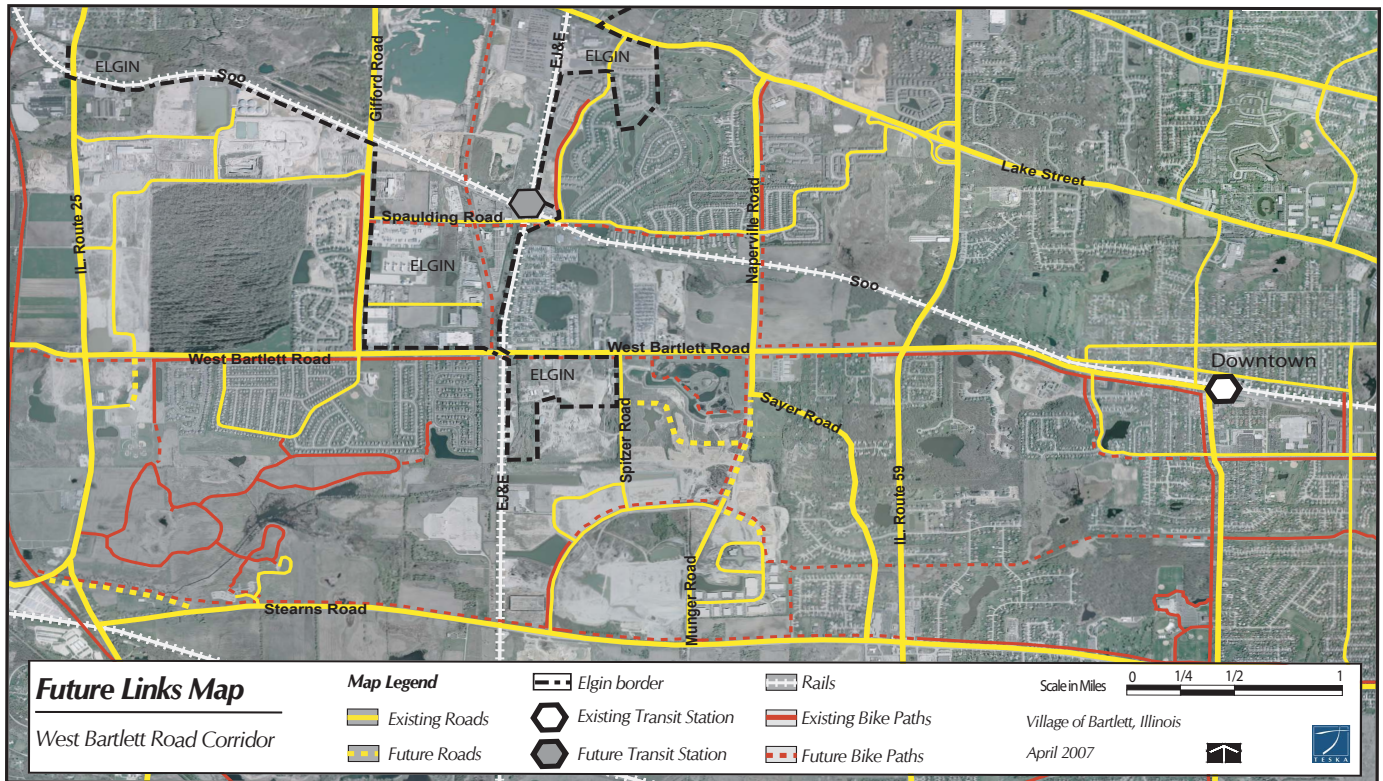 ELGIN
Soo
Gifford Road
EJ&E
ELGIN
Lake Street
IL. Route 25
Spaulding Road
Naperville Road
ELGIN
Soo
West Bartlett Road
West Bartlett Road
Downtown
ELGIN
Spitzer Road
Sayer Road
EJ&E
IL. Route 59
Munger Road
Stearns Road
Future Links Map
West Bartlett Road Corridor
Map Legend
Existing Roads
Future Roads
Elgin border
Existing Transit Station
Future Transit Station
Rails
Existing Bike Paths
Future Bike Paths
Scale in Miles 0 1/4 1/2 1
Village of Bartlett, Illinois
April 2007
TESKA